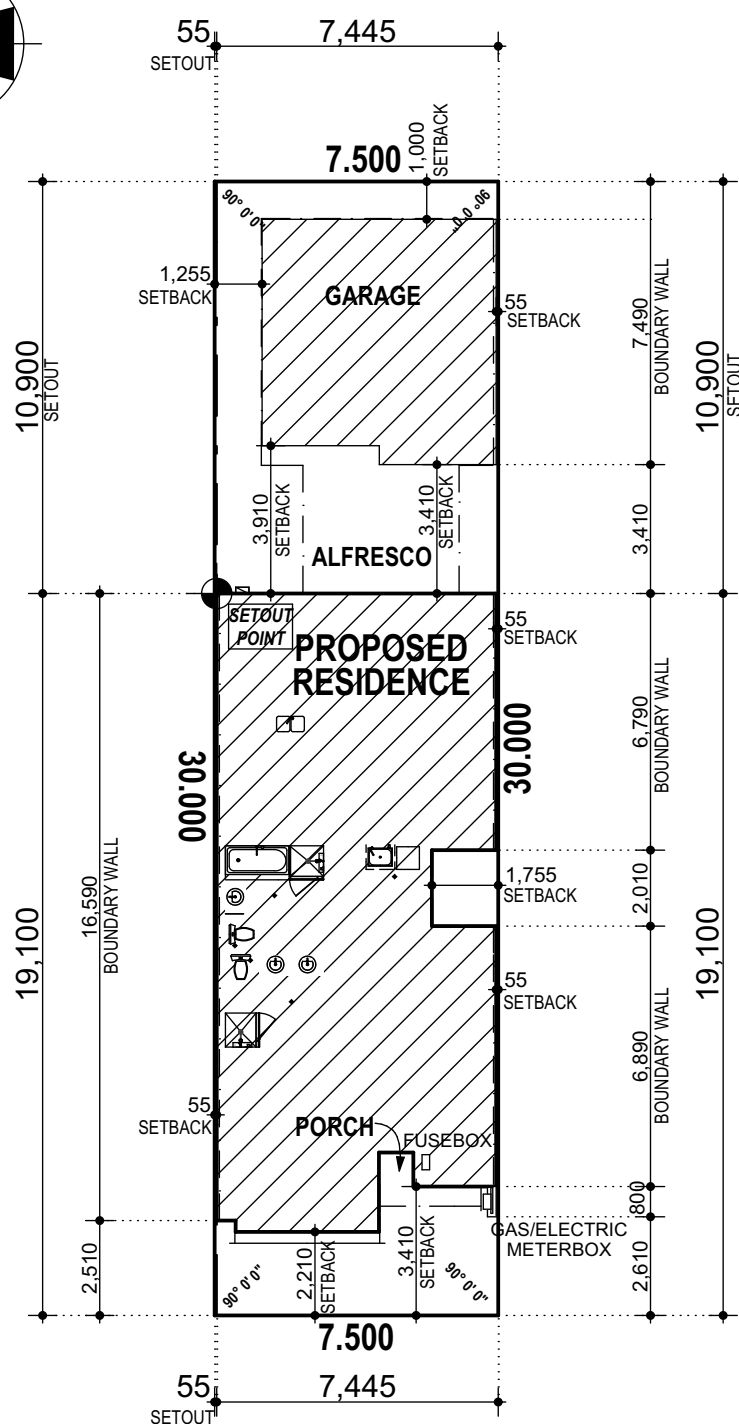 55
SETOUT
7,445
7.500
1,000
SETBACK
90° 0' 0"
90° 0' 0"
1,255
SETBACK
GARAGE
55
SETBACK
7,490
BOUNDARY WALL
10,900
SETOUT
10,900
SETOUT
3,910
SETBACK
3,410
SETBACK
3,410
ALFRESCO
SETOUT
POINT
PROPOSED
RESIDENCE
55
SETBACK
6,790
BOUNDARY WALL
30.000
30.000
16,590
BOUNDARY WALL
1,755
SETBACK
2,010
19,100
19,100
55
SETBACK
6,890
BOUNDARY WALL
55
SETBACK
PORCH
FUSEBOX
800
GAS/ELECTRIC
METERBOX
2,510
2,210
SETBACK
3,410
SETBACK
2,610
90° 0' 0"
90° 0' 0"
7.500
55
SETOUT
7,445